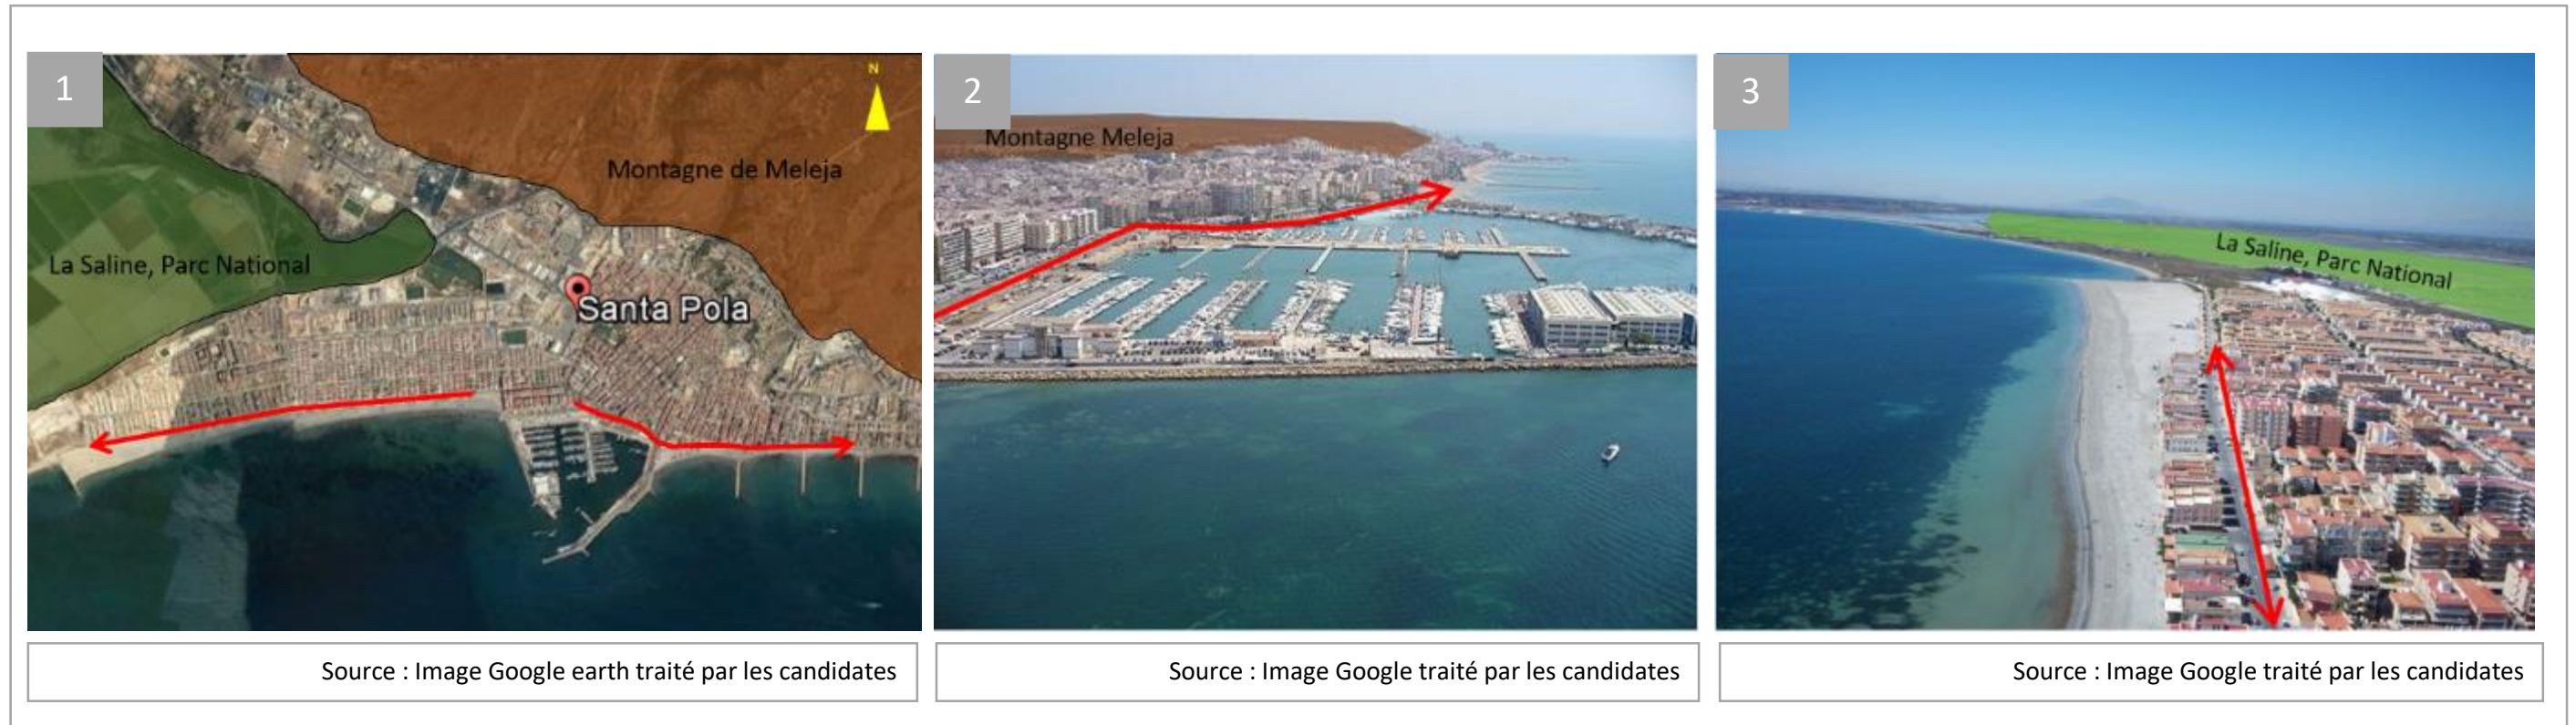 1
N
Montagne de Meleja
La Saline, Parc National
Santa Pola
Source : Image Google earth traité par les candidates
2
Montagne Meleja
Source : Image Google traité par les candidates
3
La Saline, Parc National
Source : Image Google traité par les candidates